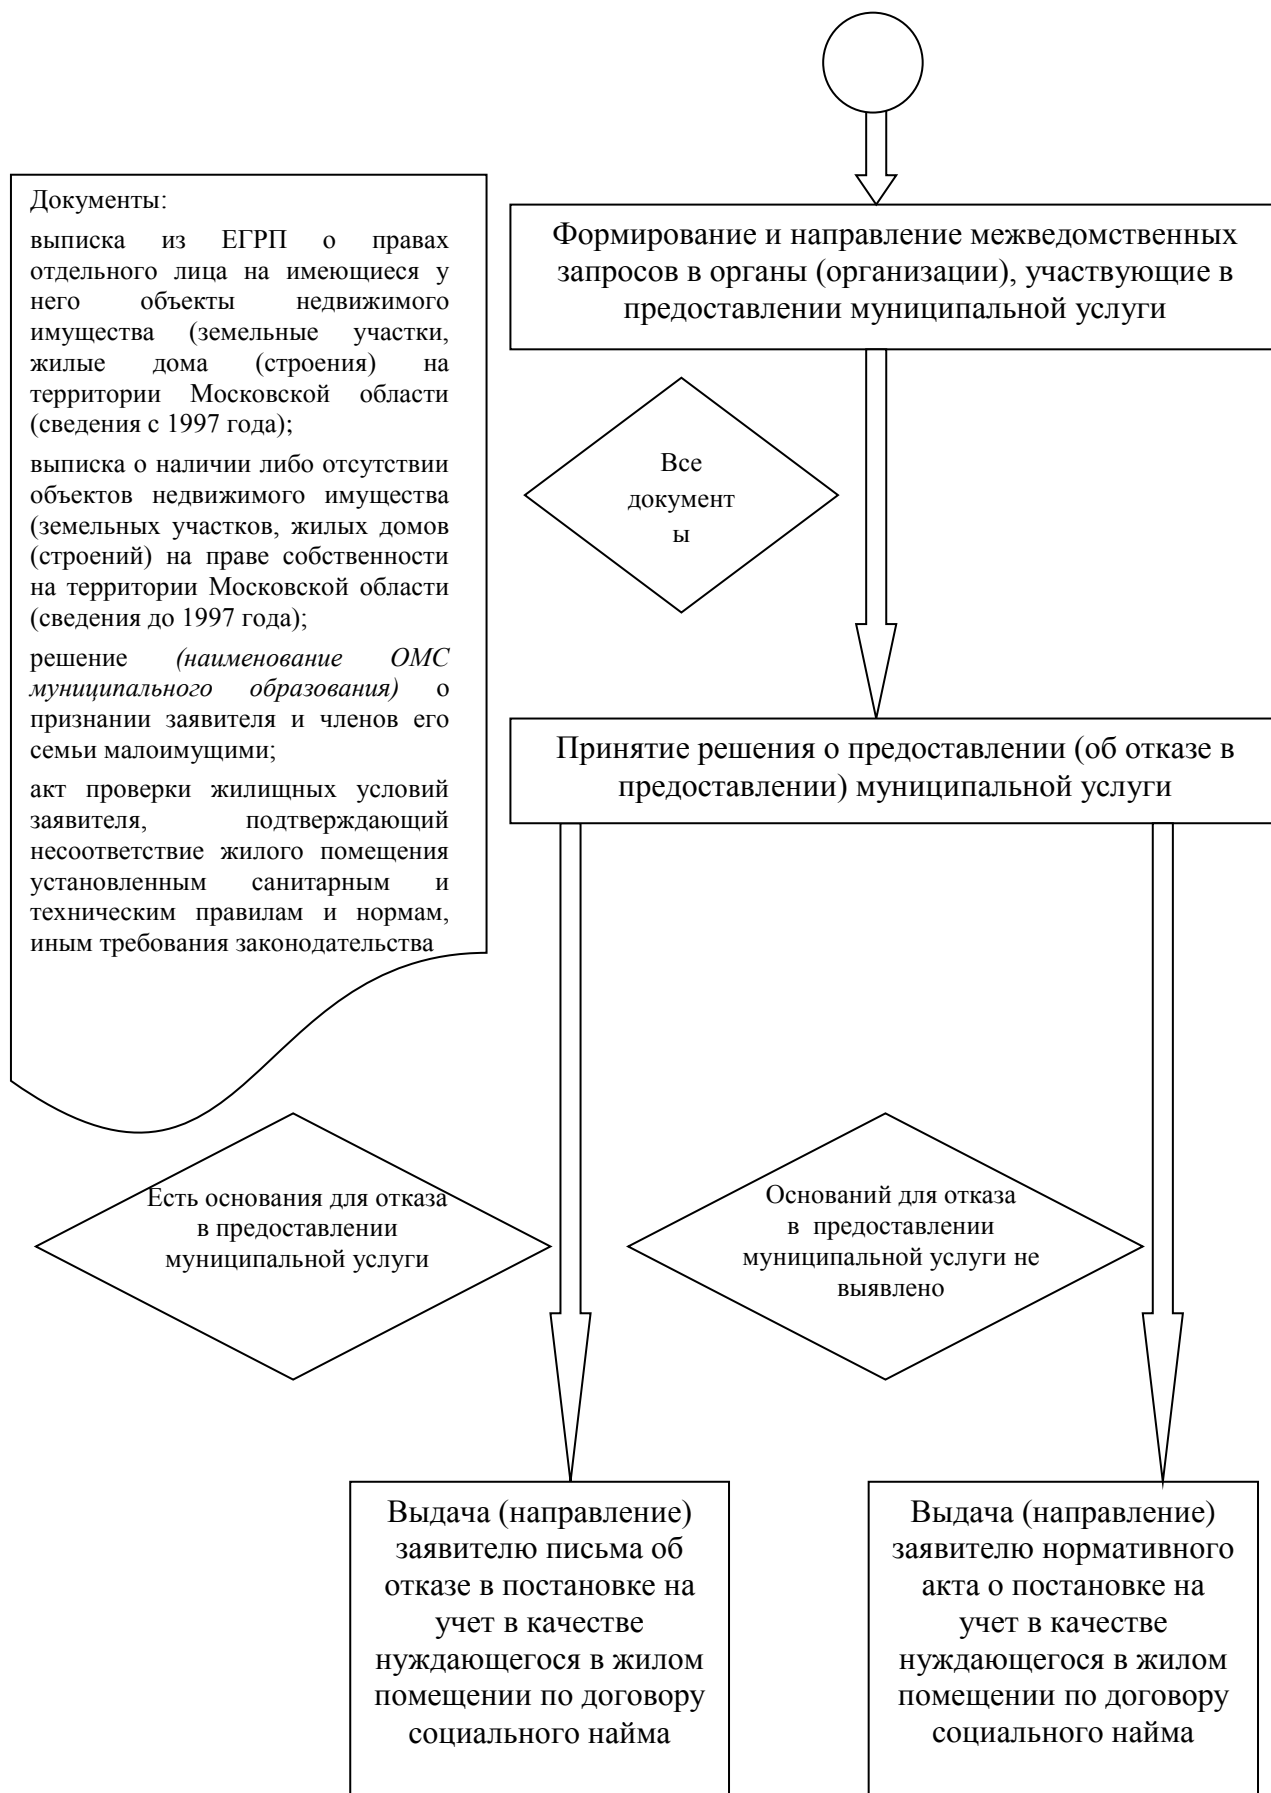 Документы:
выписка из ЕГРП о правах
отдельного лица на имеющиеся у
него объекты недвижимого
имущества (земельные участки,
жилые дома (строения) на
территории Московской области
(сведения с 1997 года);
выписка о наличии либо отсутствии
объектов недвижимого имущества
(земельных участков, жилых домов
(строений) на праве собственности
на территории Московской области
(сведения до 1997 года);
решение (наименование ОМС
муниципального образования) о
признании заявителя и членов его
семьи малоимущими;
акт проверки жилищных условий
заявителя, подтверждающий
несоответствие жилого помещения
установленным санитарным и
техническим правилам и нормам,
иным требования законодательства
Формирование и направление межведомственных
запросов в органы (организации), участвующие в
предоставлении муниципальной услуги
Все
документ
ы
Принятие решения о предоставлении (об отказе в
предоставлении) муниципальной услуги
Есть основания для отказа
в предоставлении
муниципальной услуги
Оснований для отказа
в предоставлении
муниципальной услуги не
выявлено
Выдача (направление)
заявителю письма об
отказе в постановке на
учет в качестве
нуждающегося в жилом
помещении по договору
социального найма
Выдача (направление)
заявителю нормативного
акта о постановке на
учет в качестве
нуждающегося в жилом
помещении по договору
социального найма